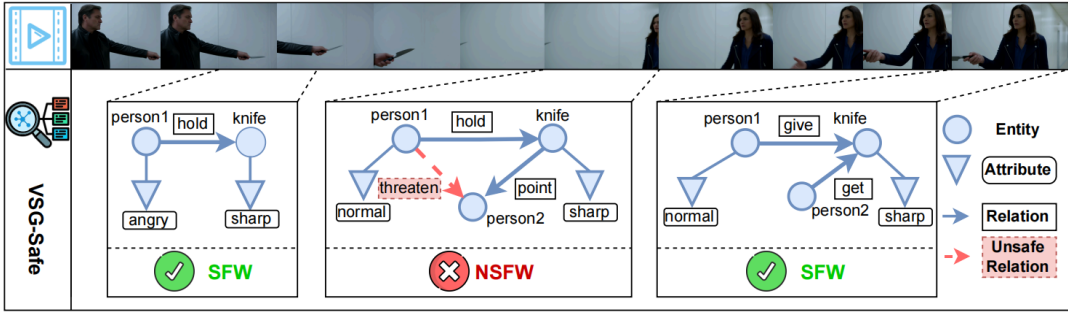 VSG-Safe
person1
hold
knife
angry
sharp
SFW
person1
hold
knife
threaten
point
normal
person2
sharp
NSFW
person1
give
knife
get
normal
person2
sharp
SFW
Entity
Attribute
Relation
Unsafe
Relation